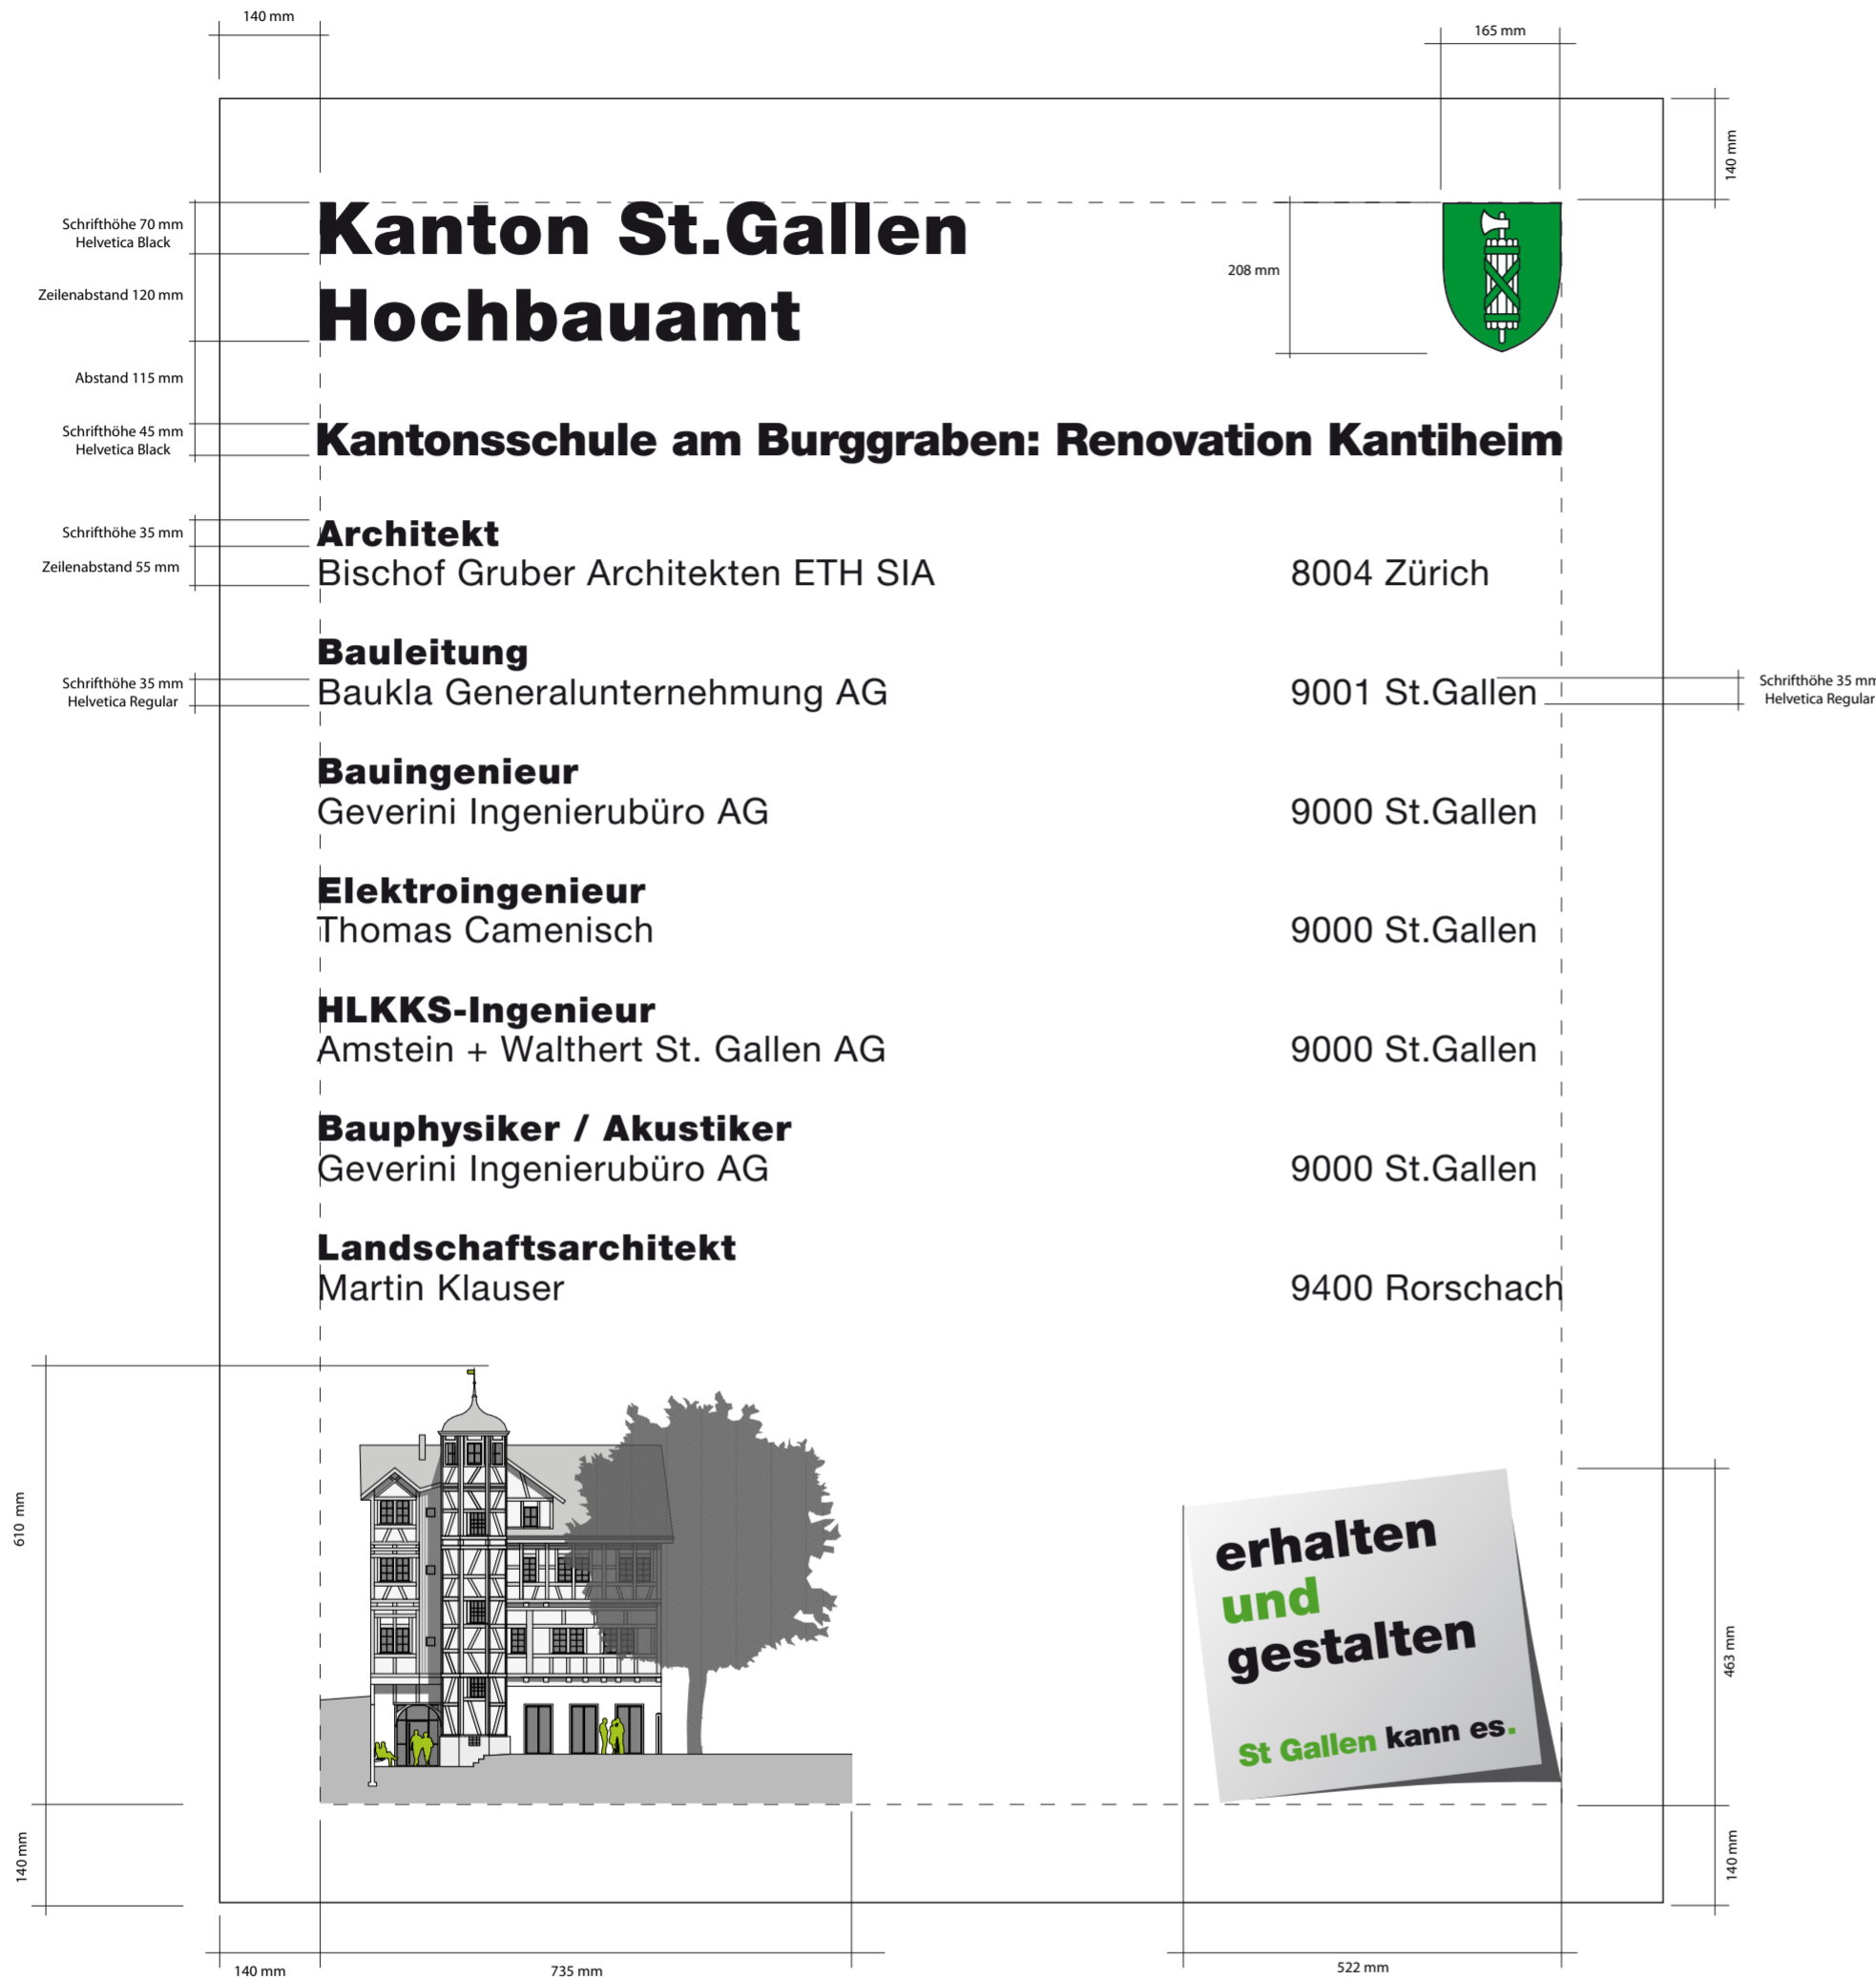 140 mm
165 mm
140 mm
Schrifthöhe 70 mm
Helvetica Black
Kanton St.Gallen
208 mm
Zeilenabstand 120 mm
Hochbauamt
Abstand 115 mm
Schrifthöhe 45 mm
Helvetica Black
Kantonsschule am Burggraben: Renovation Kantiheim
Schrifthöhe 35 mm
Architekt
Zeilenabstand 55 mm
Bischof Gruber Architekten ETH SIA 8004 Zürich
Bauleitung
Schrifthöhe 35 mm
Helvetica Regular
Baukla Generalunternehmung AG 9001 St.Gallen
Schrifthöhe 35 mm
Helvetica Regular
Bauingenieur
Geverini Ingenierubüro AG 9000 St.Gallen
Elektroingenieur
Thomas Camenisch 9000 St.Gallen
HLKKS-Ingenieur
Amstein + Walthert St. Gallen AG 9000 St.Gallen
Bauphysiker / Akustiker
Geverini Ingenierubüro AG 9000 St.Gallen
Landschaftsarchitekt
Martin Klauser 9400 Rorschach
610 mm
erhalten
und
gestalten
St Gallen kann es.
463 mm
140 mm
140 mm
140 mm
735 mm
522 mm